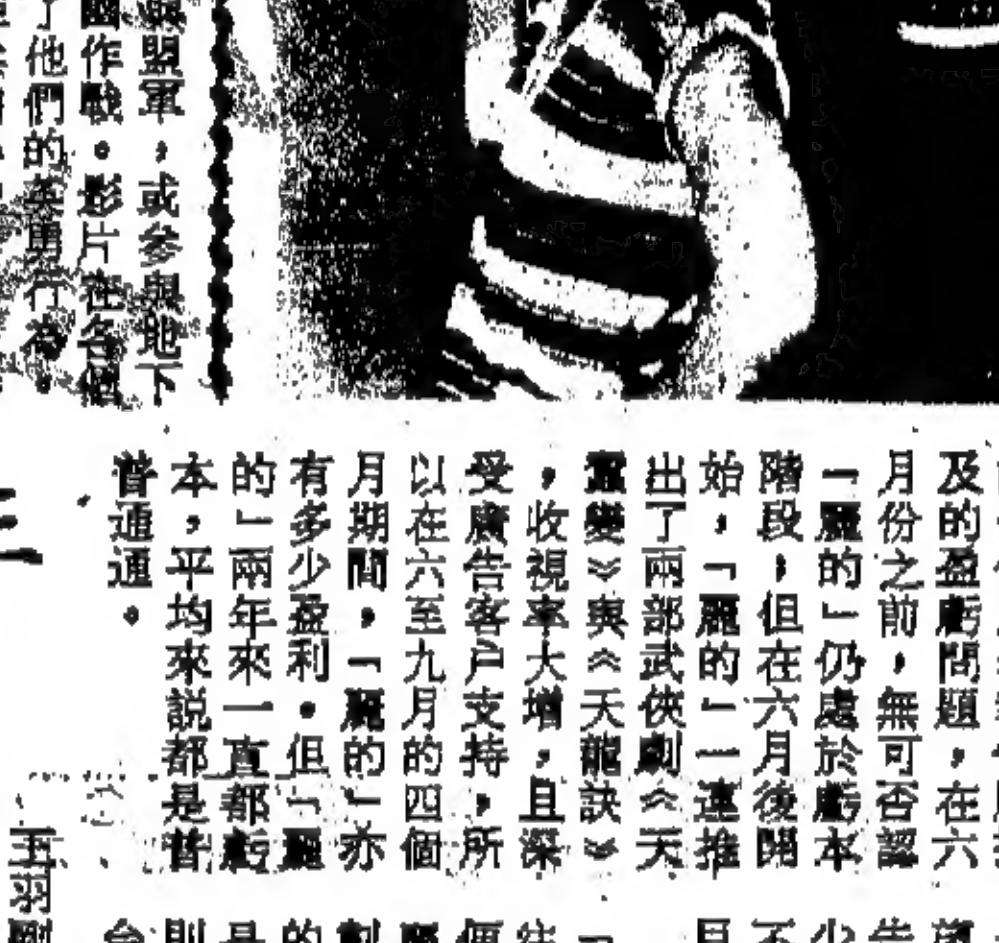 戰盟軍，或參與地下
國作戰。影片在各個
了他們的英勇行為。
及的盈虧問題，在六
月份之前，無可否認
「麗的」仍處於虧本
階段，但在六月後開
始，「麗的」一連推
出了兩部武俠劇《天
蠶變》與《天龍訣》
，收視率大增，且深
受廣告客戶支持，所
以在六至九月的四個
月期間，「麗的」亦
有多少盈利。但「麗
的」兩年來一直都虧
本，平均來説都是普
普通通。
王羽